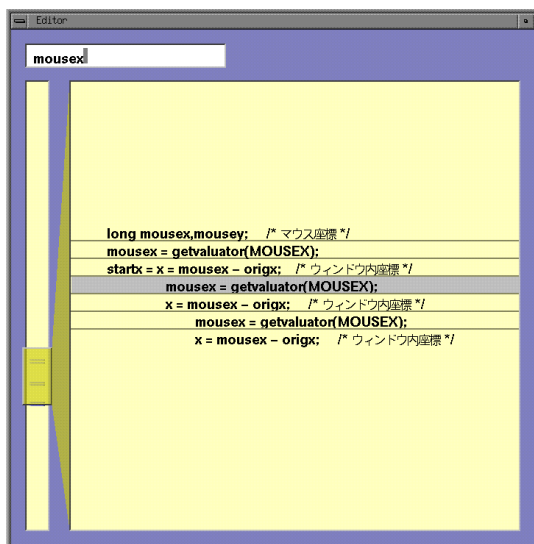 Editor
mousex
long mousex,mousey; /* マウス座標 */
mousex = getvaluator(MOUSEX);
startx = x = mousex – origx; /* ウィンドウ内座標 */
mousex = getvaluator(MOUSEX);
x = mousex – origx; /* ウィンドウ内座標 */
mousex = getvaluator(MOUSEX);
x = mousex – origx; /* ウィンドウ内座標 */